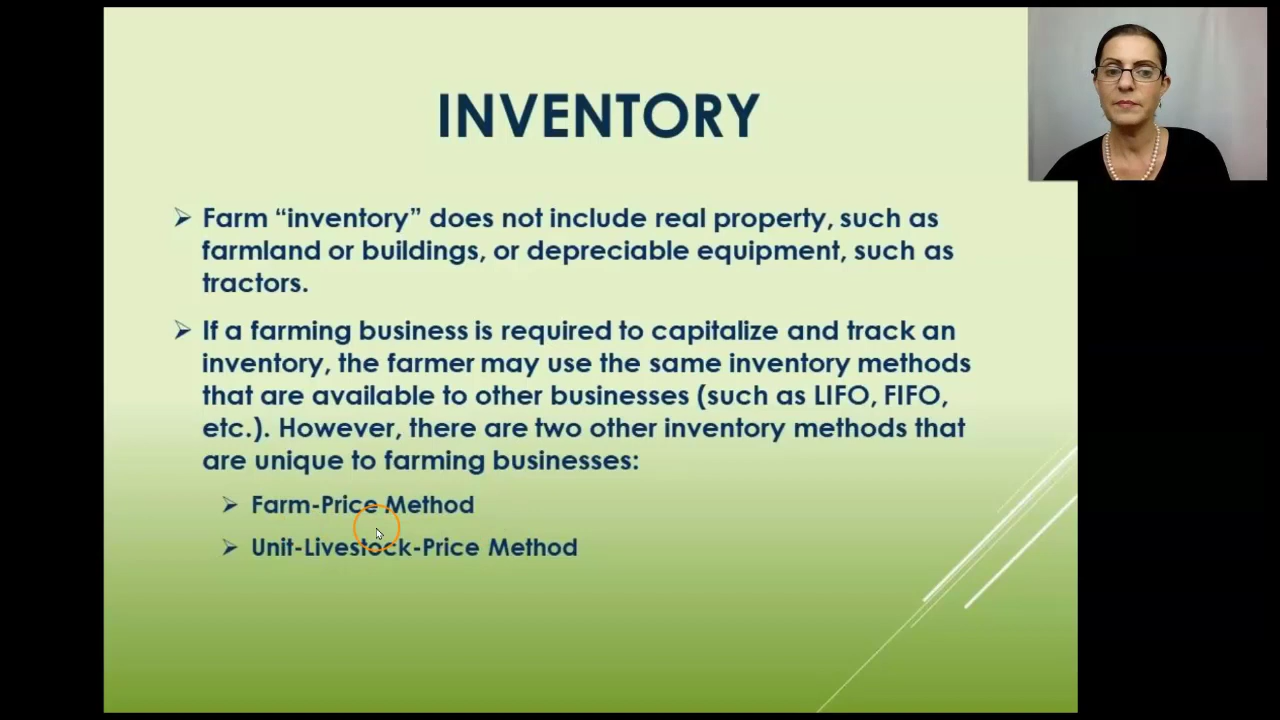 INVENTORY
Farm “inventory” does not include real property, such as
farmland or buildings, or depreciable equipment, such as
tractors.
If a farming business is required to capitalize and track an
inventory, the farmer may use the same inventory methods
that are available to other businesses (such as LIFO, FIFO,
etc.). However, there are two other inventory methods that
are unique to farming businesses:
Farm-Price Method
Unit-Livestock-Price Method